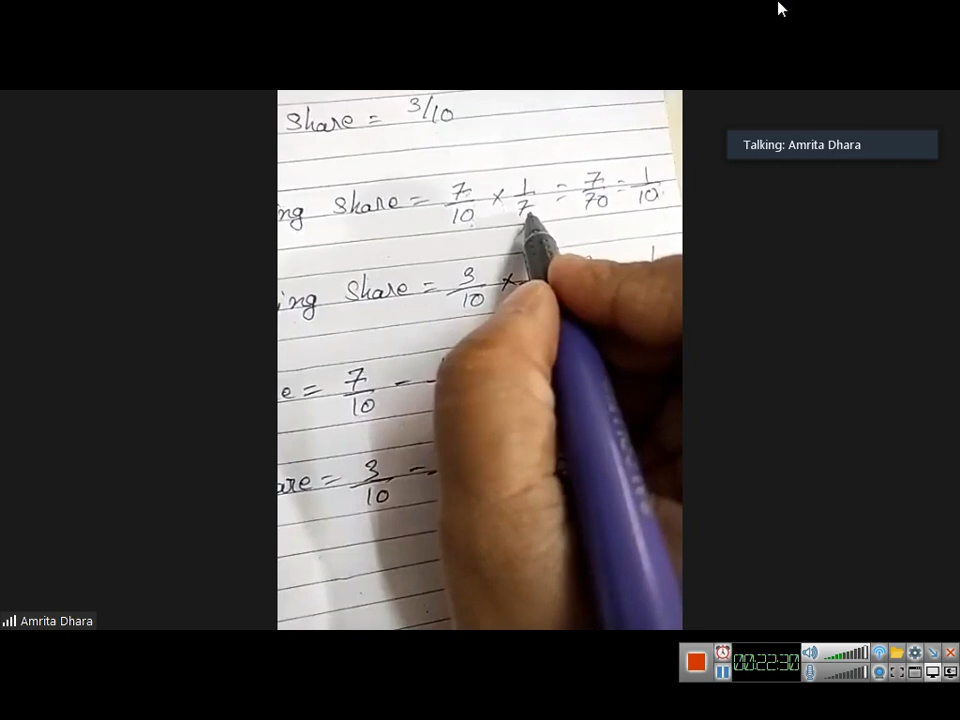 Share = 3/10
Talking: Amrita Dhara
ing Share = 7/10 × 1/7 = 7/70 = 1/10
ing Share = 3/10 ×
e = 7/10 -
are = 3/10 -
Amrita Dhara
00:22:30